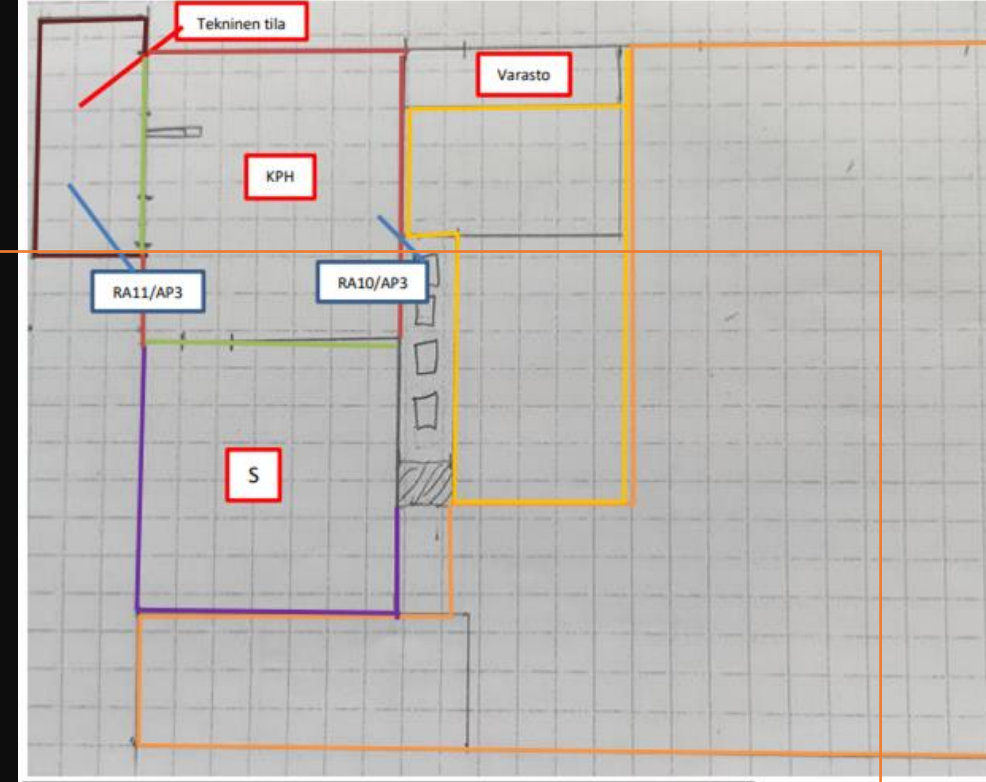 Tekninen tila
Varasto
KPH
RA11/AP3
RA10/AP3
S